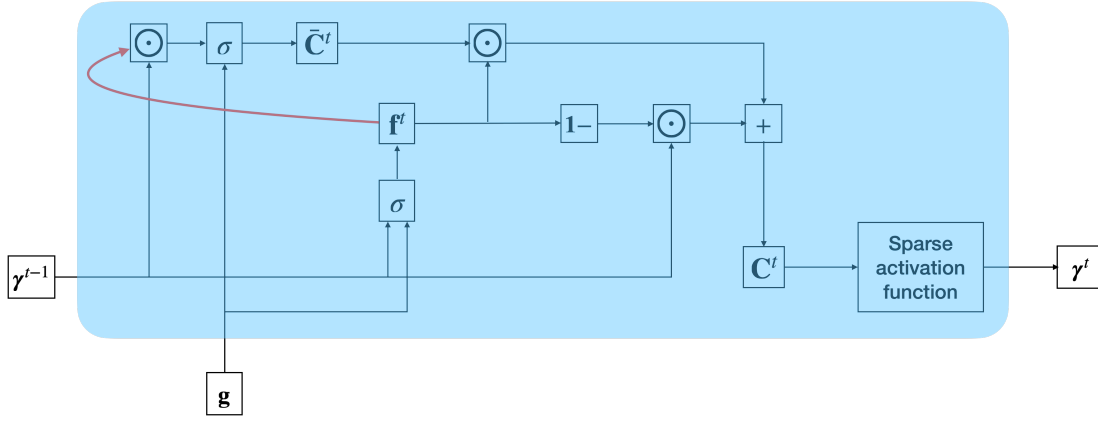 ⊙ σ C̄ᵗ ⊙
fᵗ 1− ⊙ +
σ
γᵗ⁻¹ Cᵗ Sparse
activation
function γᵗ
g